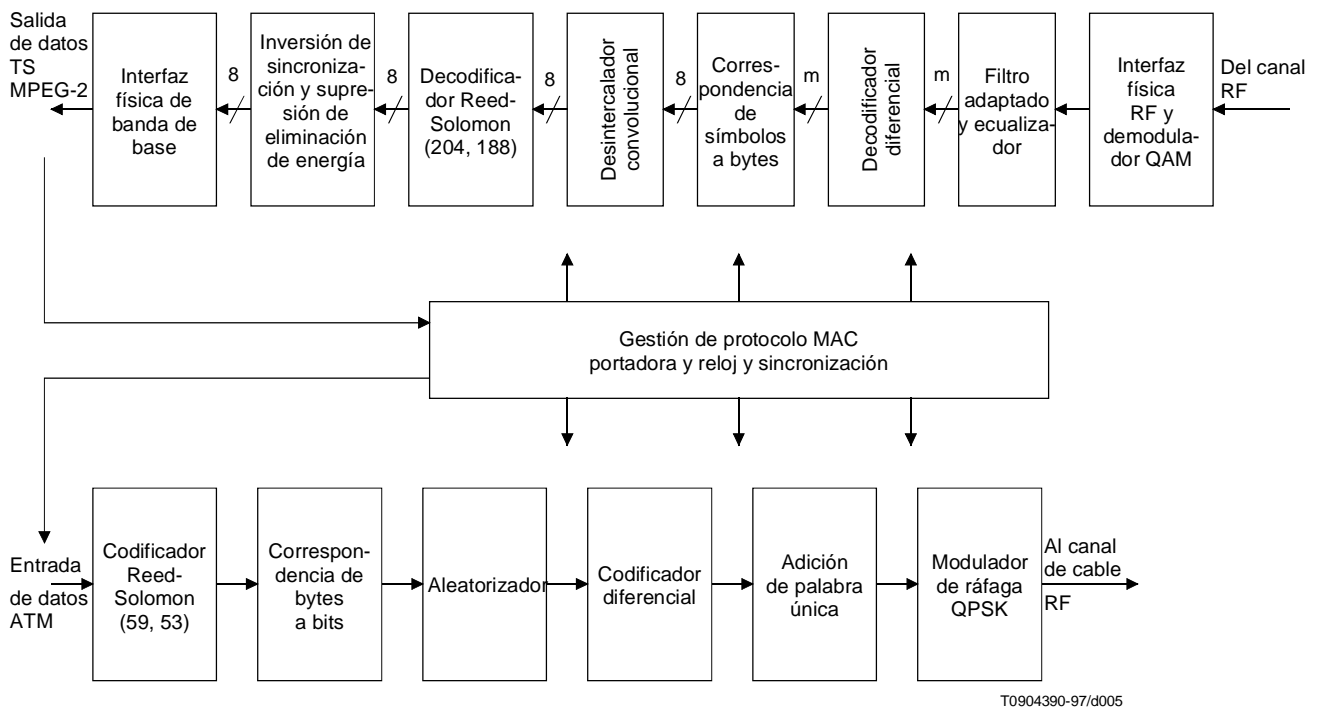 Salida
de datos
TS
MPEG-2
Interfaz
física de
banda de
base
8
Inversión de
sincroniza-
ción y supre-
sión de
eliminación
de energía
8
Decodifica-
dor Reed-
Solomon
(204, 188)
8
Desintercalador
convolucional
8
Corres-
pondencia
de
símbolos
a bytes
m
Decodificador
diferencial
m
Filtro
adaptado
y ecualiza-
dor
Interfaz
física
RF y
demodula-
dor QAM
Del canal
RF
Gestión de protocolo MAC
portadora y reloj y sincronización
Entrada
de datos
ATM
Codificador
Reed-
Solomon
(59, 53)
Correspon-
dencia de
bytes
a bits
Aleatorizador
Codificador
diferencial
Adición
de palabra
única
Modulador
de ráfaga
QPSK
Al canal
de cable
RF
T0904390-97/d005